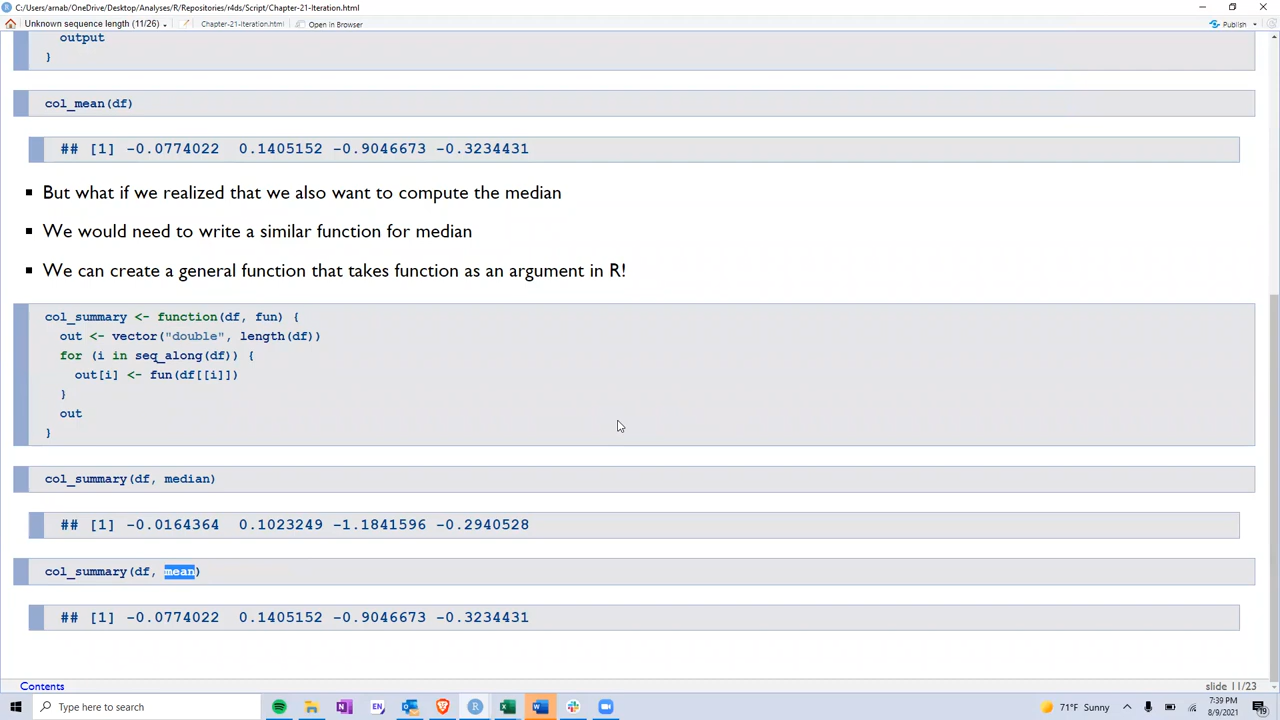 C:/Users/arnab/OneDrive/Desktop/Analyses/R/Repositories/r4ds/Script/Chapter-21-Iteration.html
Unknown sequence length (11/26) Chapter-21-Iteration.html Open in Browser Publish
output
}
col_mean(df)
## [1] -0.0774022 0.1405152 -0.9046673 -0.3234431
▪ But what if we realized that we also want to compute the median
▪ We would need to write a similar function for median
▪ We can create a general function that takes function as an argument in R!
col_summary <- function(df, fun) {
out <- vector("double", length(df))
for (i in seq_along(df)) {
out[i] <- fun(df[[i]])
}
out
}
col_summary(df, median)
## [1] -0.0164364 0.1023249 -1.1841596 -0.2940528
col_summary(df, mean)
## [1] -0.0774022 0.1405152 -0.9046673 -0.3234431
Contents slide 11/23
Type here to search EN 71°F Sunny 7:39 PM
8/9/2021 19